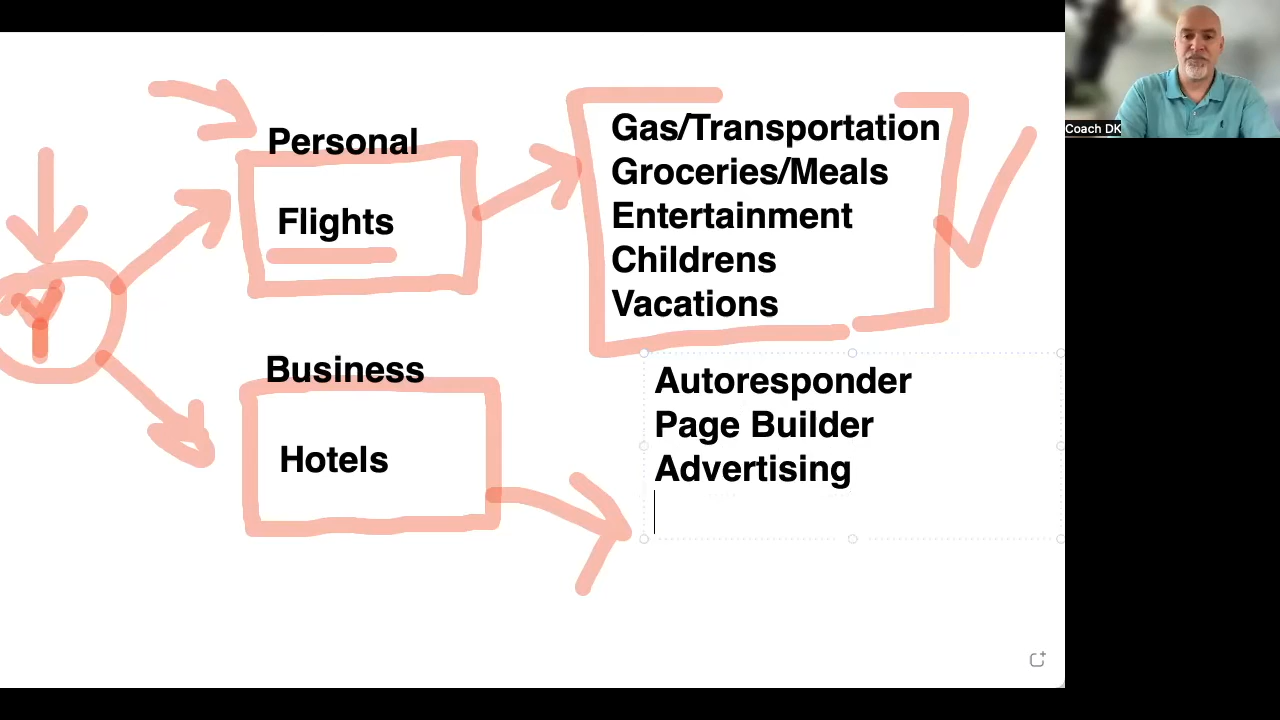 Personal
Flights
Gas/Transportation
Groceries/Meals
Entertainment
Childrens
Vacations
Y
Business
Hotels
Autoresponder
Page Builder
Advertising
Coach DK